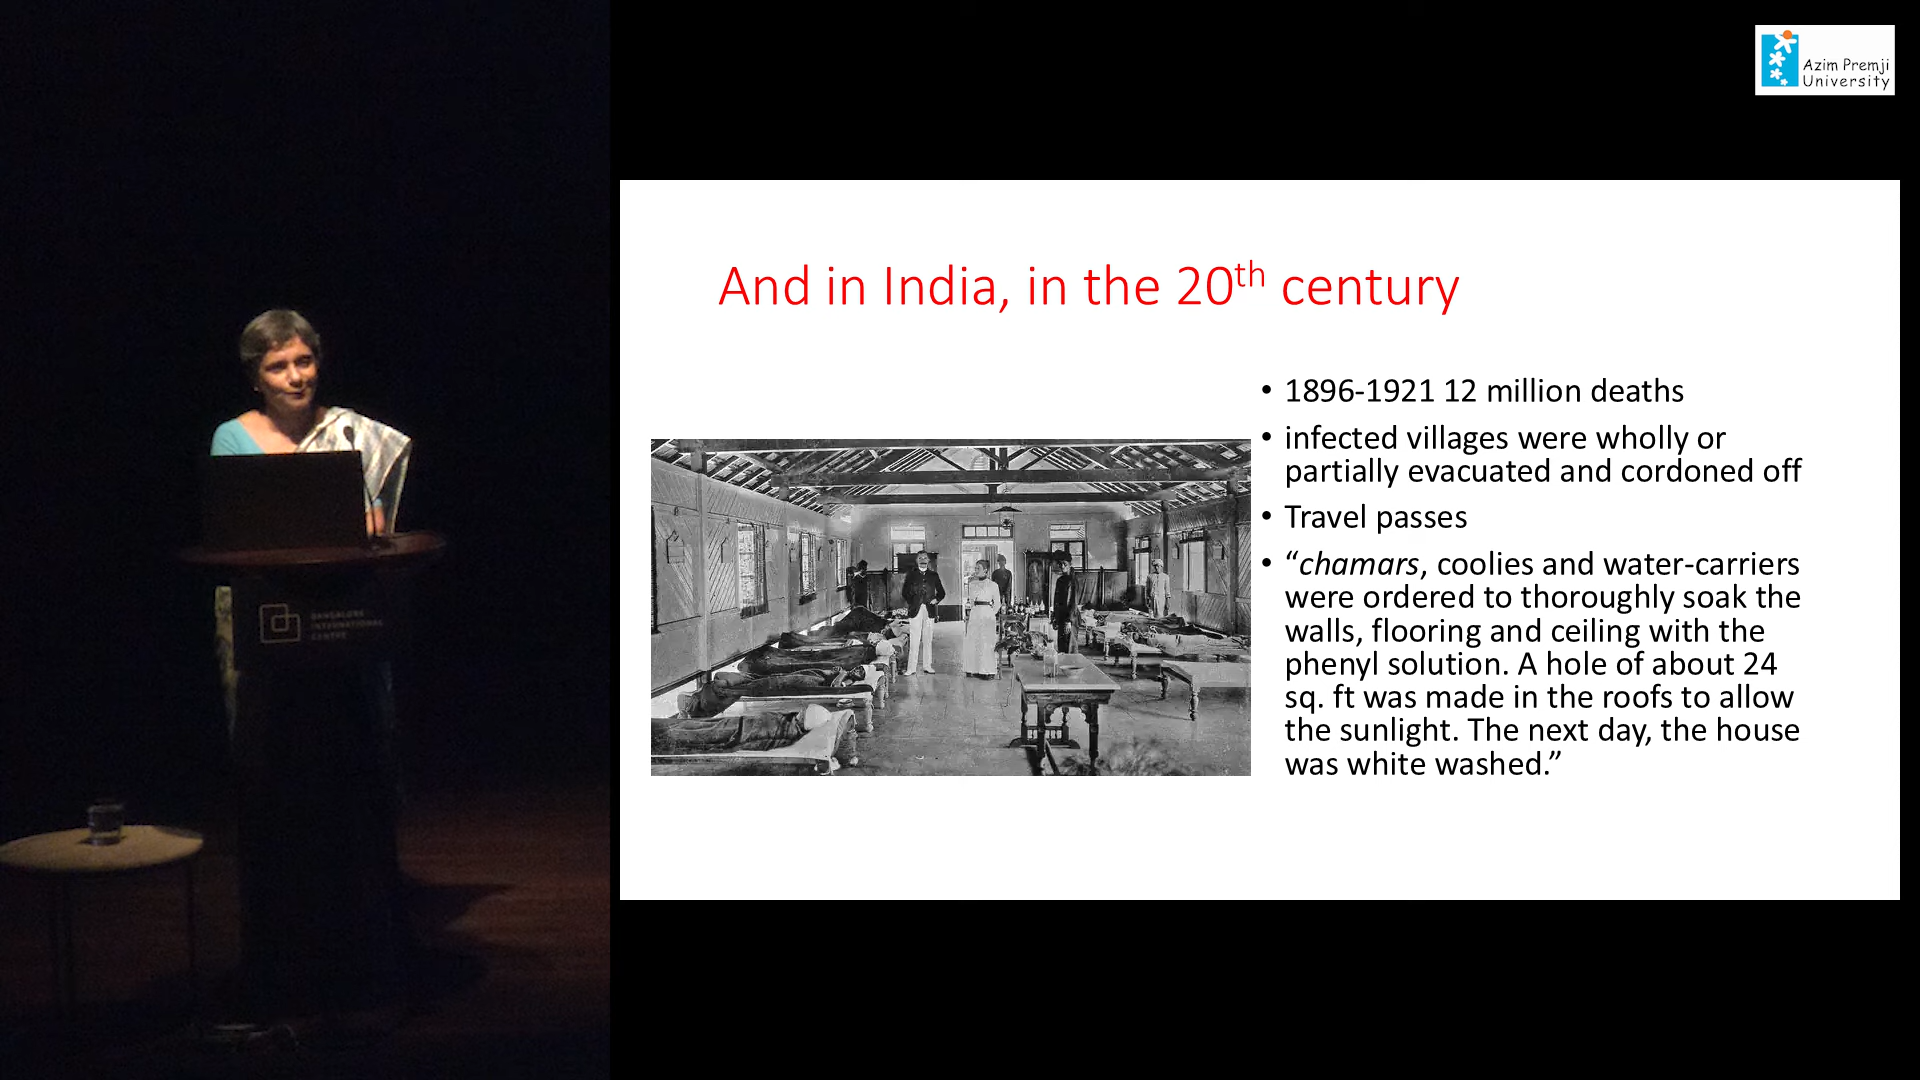 Azim Premji
University
And in India, in the 20th century
• 1896-1921 12 million deaths
• infected villages were wholly or
partially evacuated and cordoned off
• Travel passes
• “chamars, coolies and water-carriers
were ordered to thoroughly soak the
walls, flooring and ceiling with the
phenyl solution. A hole of about 24
sq. ft was made in the roofs to allow
the sunlight. The next day, the house
was white washed.”
BANGALORE
INTERNATIONAL
CENTRE